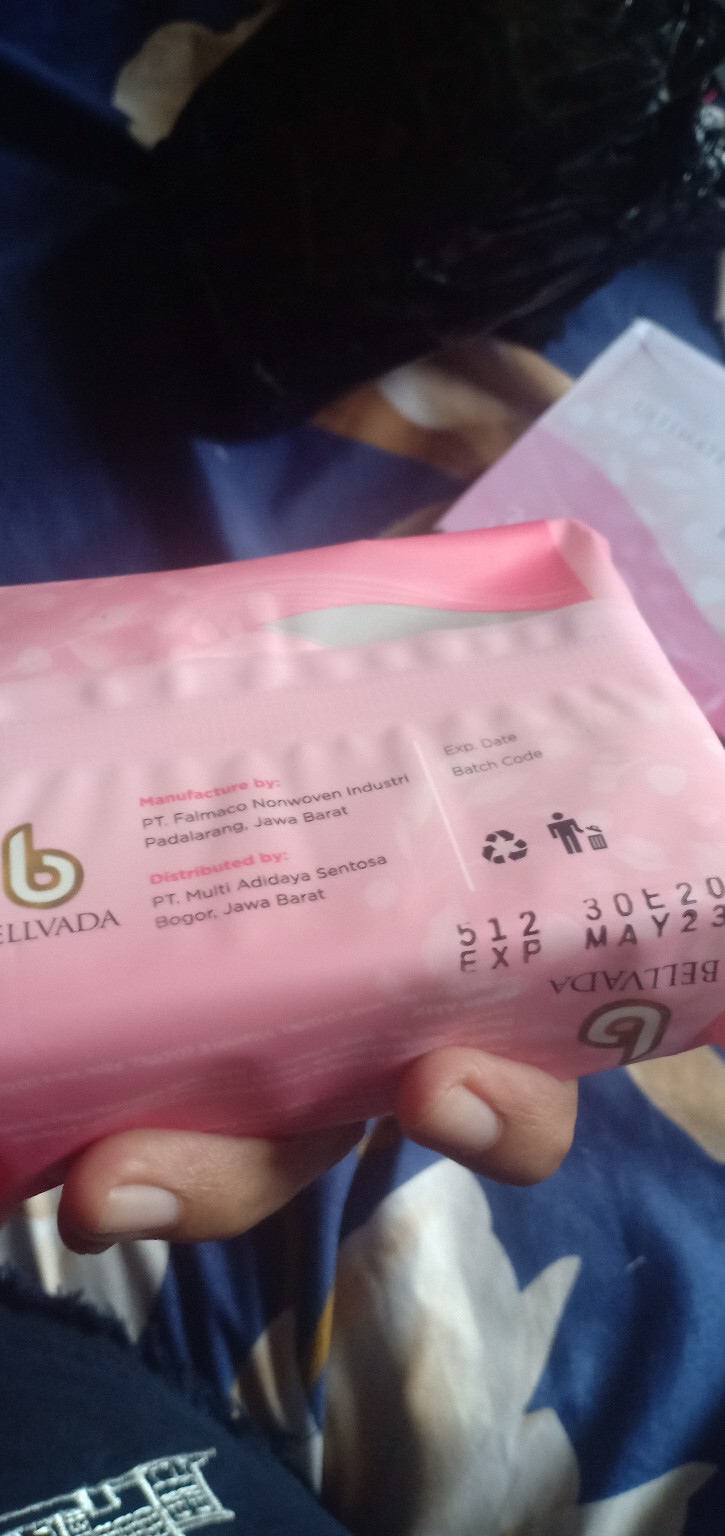 Exp. Date
Batch Code
Manufacture by:
PT. Falmaco Nonwoven Industri
Padalarang, Jawa Barat
Distributed by:
PT. Multi Adidaya Sentosa
Bogor, Jawa Barat
ELLVADA
512 30E20
EXP MAY23
BELLVADA